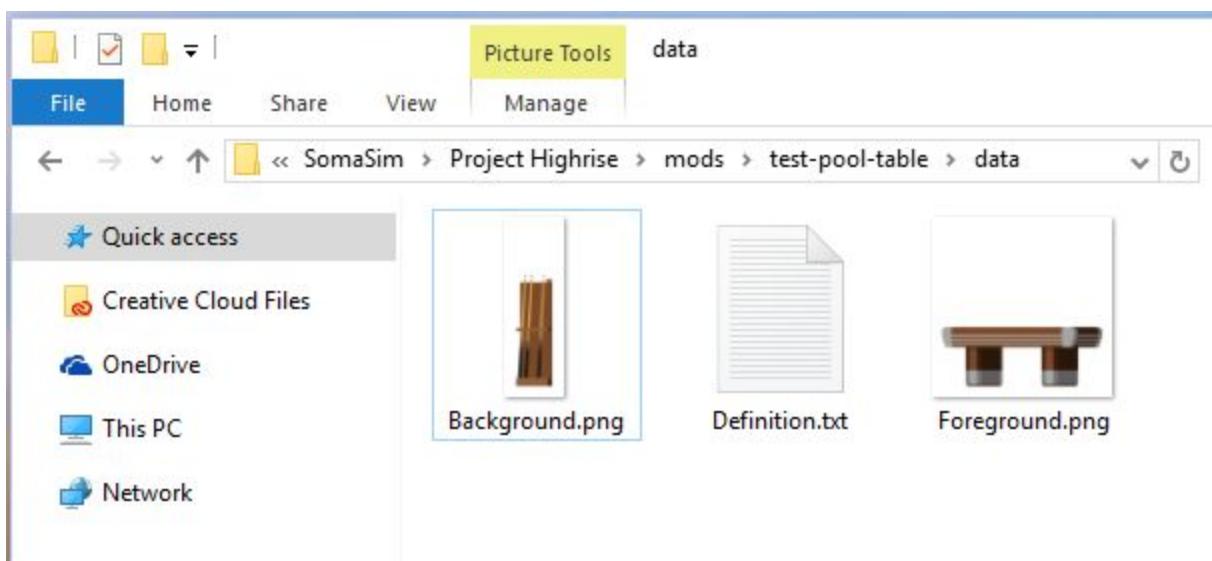 Picture Tools data
File Home Share View Manage
« SomaSim › Project Highrise › mods › test-pool-table › data
Quick access
Creative Cloud Files
OneDrive
This PC
Network
Background.png Definition.txt Foreground.png